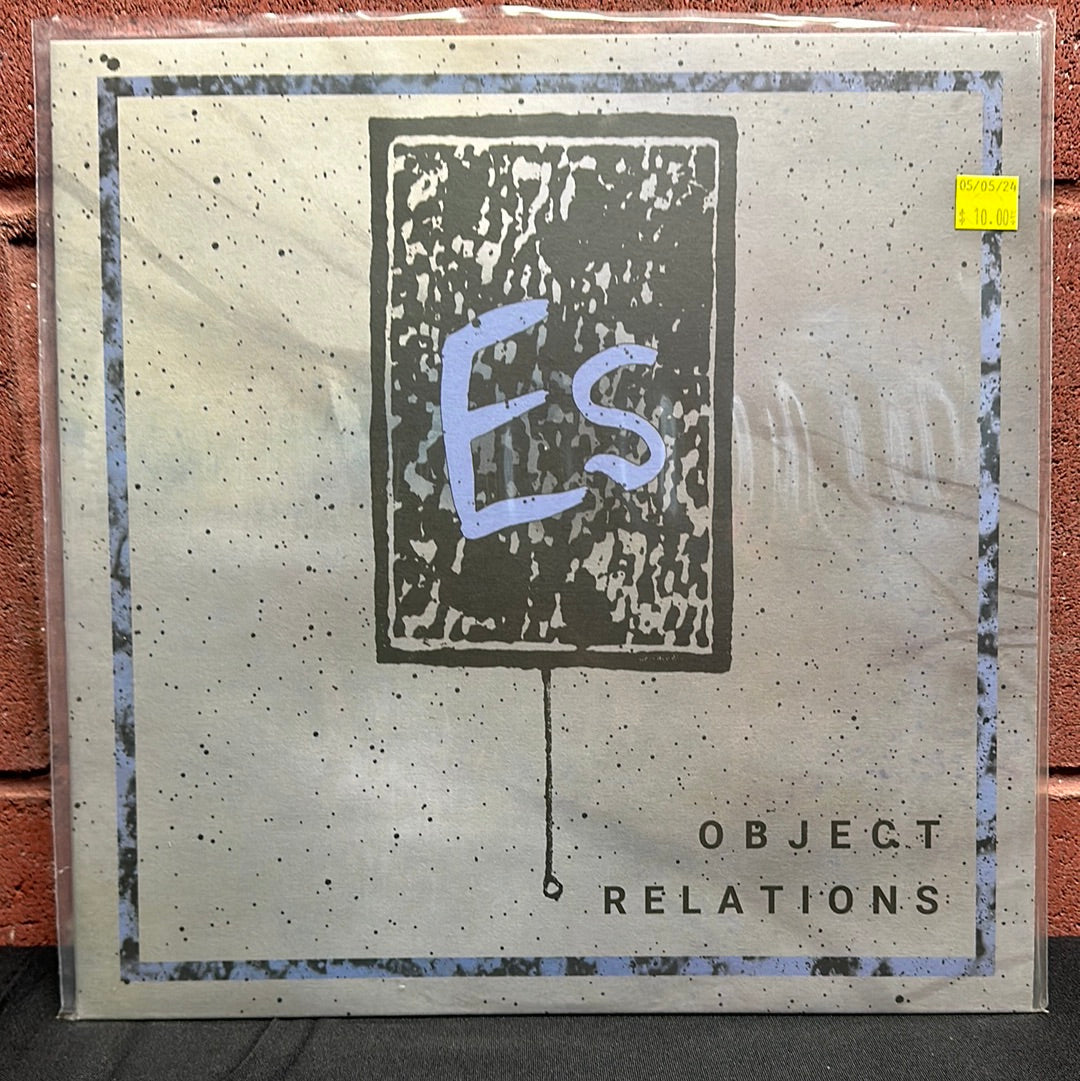 05/05/24
$ 10.00
Es
OBJECT
RELATIONS